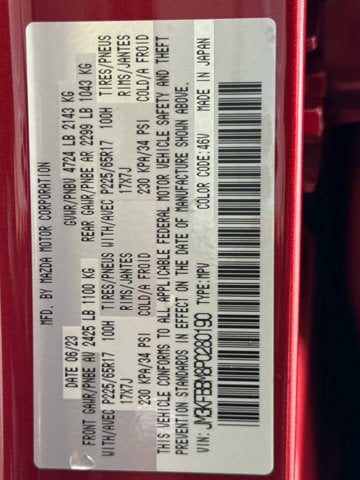 MFD. BY MAZDA MOTOR CORPORATION
DATE 06/23 GVWR/PNBV 4724 LB 2143 KG
FRONT GAWR/PNBE AV 2425 LB 1100 KG REAR GAWR/PNBE AR 2299 LB 1043 KG
WITH/AVEC P225/65R17 100H TIRES/PNEUS WITH/AVEC P225/65R17 100H TIRES/PNEUS
17X7J RIMS/JANTES 17X7J RIMS/JANTES
230 KPA/34 PSI COLD/A FROID 230 KPA/34 PSI COLD/A FROID
THIS VEHICLE CONFORMS TO ALL APPLICABLE FEDERAL MOTOR VEHICLE SAFETY AND THEFT
PREVENTION STANDARDS IN EFFECT ON THE DATE OF MANUFACTURE SHOWN ABOVE.
VIN: JM3KFBBM8P0280190 TYPE: MPV COLOR CODE: 46V MADE IN JAPAN